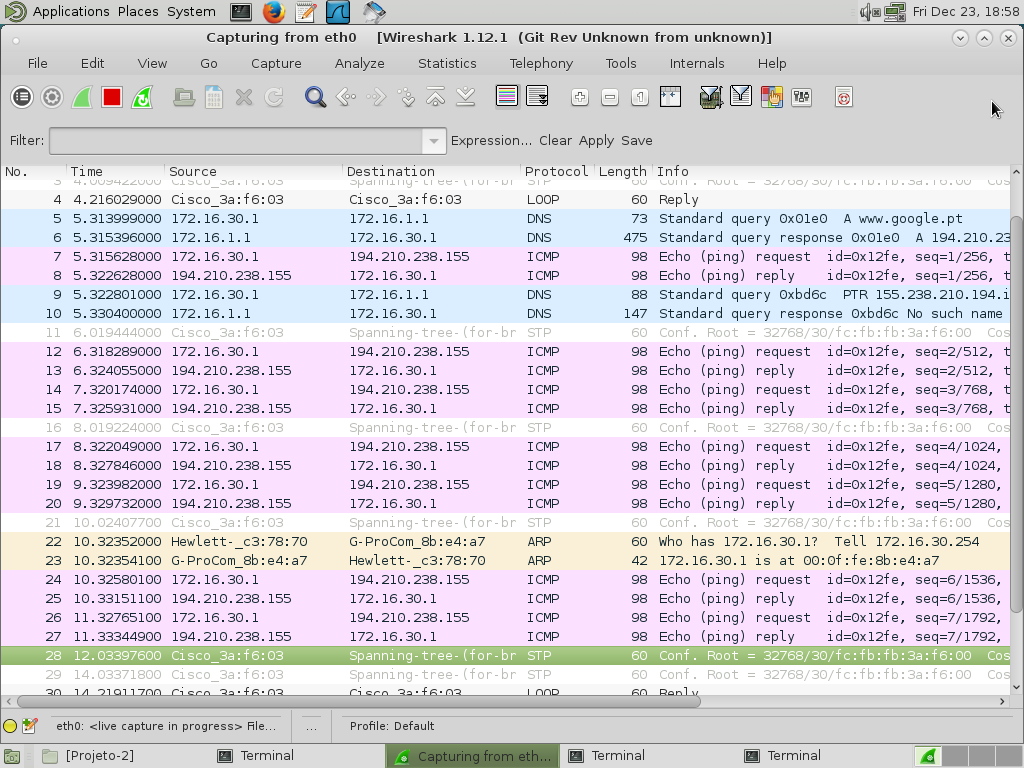 Applications Places System Fri Dec 23, 18:58
Capturing from eth0 [Wireshark 1.12.1 (Git Rev Unknown from unknown)]
File Edit View Go Capture Analyze Statistics Telephony Tools Internals Help
Filter: Expression... Clear Apply Save
No. Time Source Destination Protocol Length Info
3 4.009422000 Cisco_3a:f6:03 Spanning-tree-(for-br STP 60 Conf. Root = 32768/30/fc:fb:fb:3a:f6:00 Cos
4 4.216029000 Cisco_3a:f6:03 Cisco_3a:f6:03 LOOP 60 Reply
5 5.313999000 172.16.30.1 172.16.1.1 DNS 73 Standard query 0x01e0 A www.google.pt
6 5.315396000 172.16.1.1 172.16.30.1 DNS 475 Standard query response 0x01e0 A 194.210.23
7 5.315628000 172.16.30.1 194.210.238.155 ICMP 98 Echo (ping) request id=0x12fe, seq=1/256, t
8 5.322628000 194.210.238.155 172.16.30.1 ICMP 98 Echo (ping) reply id=0x12fe, seq=1/256, t
9 5.322801000 172.16.30.1 172.16.1.1 DNS 88 Standard query 0xbd6c PTR 155.238.210.194.i
10 5.330400000 172.16.1.1 172.16.30.1 DNS 147 Standard query response 0xbd6c No such name
11 6.019444000 Cisco_3a:f6:03 Spanning-tree-(for-br STP 60 Conf. Root = 32768/30/fc:fb:fb:3a:f6:00 Cos
12 6.318289000 172.16.30.1 194.210.238.155 ICMP 98 Echo (ping) request id=0x12fe, seq=2/512, t
13 6.324055000 194.210.238.155 172.16.30.1 ICMP 98 Echo (ping) reply id=0x12fe, seq=2/512, t
14 7.320174000 172.16.30.1 194.210.238.155 ICMP 98 Echo (ping) request id=0x12fe, seq=3/768, t
15 7.325931000 194.210.238.155 172.16.30.1 ICMP 98 Echo (ping) reply id=0x12fe, seq=3/768, t
16 8.019224000 Cisco_3a:f6:03 Spanning-tree-(for-br STP 60 Conf. Root = 32768/30/fc:fb:fb:3a:f6:00 Cos
17 8.322049000 172.16.30.1 194.210.238.155 ICMP 98 Echo (ping) request id=0x12fe, seq=4/1024,
18 8.327846000 194.210.238.155 172.16.30.1 ICMP 98 Echo (ping) reply id=0x12fe, seq=4/1024,
19 9.323982000 172.16.30.1 194.210.238.155 ICMP 98 Echo (ping) request id=0x12fe, seq=5/1280,
20 9.329732000 194.210.238.155 172.16.30.1 ICMP 98 Echo (ping) reply id=0x12fe, seq=5/1280,
21 10.02407700 Cisco_3a:f6:03 Spanning-tree-(for-br STP 60 Conf. Root = 32768/30/fc:fb:fb:3a:f6:00 Cos
22 10.32352000 Hewlett-_c3:78:70 G-ProCom_8b:e4:a7 ARP 60 Who has 172.16.30.1? Tell 172.16.30.254
23 10.32354100 G-ProCom_8b:e4:a7 Hewlett-_c3:78:70 ARP 42 172.16.30.1 is at 00:0f:fe:8b:e4:a7
24 10.32580100 172.16.30.1 194.210.238.155 ICMP 98 Echo (ping) request id=0x12fe, seq=6/1536,
25 10.33151100 194.210.238.155 172.16.30.1 ICMP 98 Echo (ping) reply id=0x12fe, seq=6/1536,
26 11.32765100 172.16.30.1 194.210.238.155 ICMP 98 Echo (ping) request id=0x12fe, seq=7/1792,
27 11.33344900 194.210.238.155 172.16.30.1 ICMP 98 Echo (ping) reply id=0x12fe, seq=7/1792,
28 12.03397600 Cisco_3a:f6:03 Spanning-tree-(for-br STP 60 Conf. Root = 32768/30/fc:fb:fb:3a:f6:00 Cos
29 14.03371800 Cisco_3a:f6:03 Spanning-tree-(for-br STP 60 Conf. Root = 32768/30/fc:fb:fb:3a:f6:00 Cos
30 14.21911700 Cisco_3a:f6:03 Cisco_3a:f6:03 LOOP 60 Reply
eth0: <live capture in progress> File... ... Profile: Default
[Projeto-2] Terminal Capturing from eth... Terminal Terminal